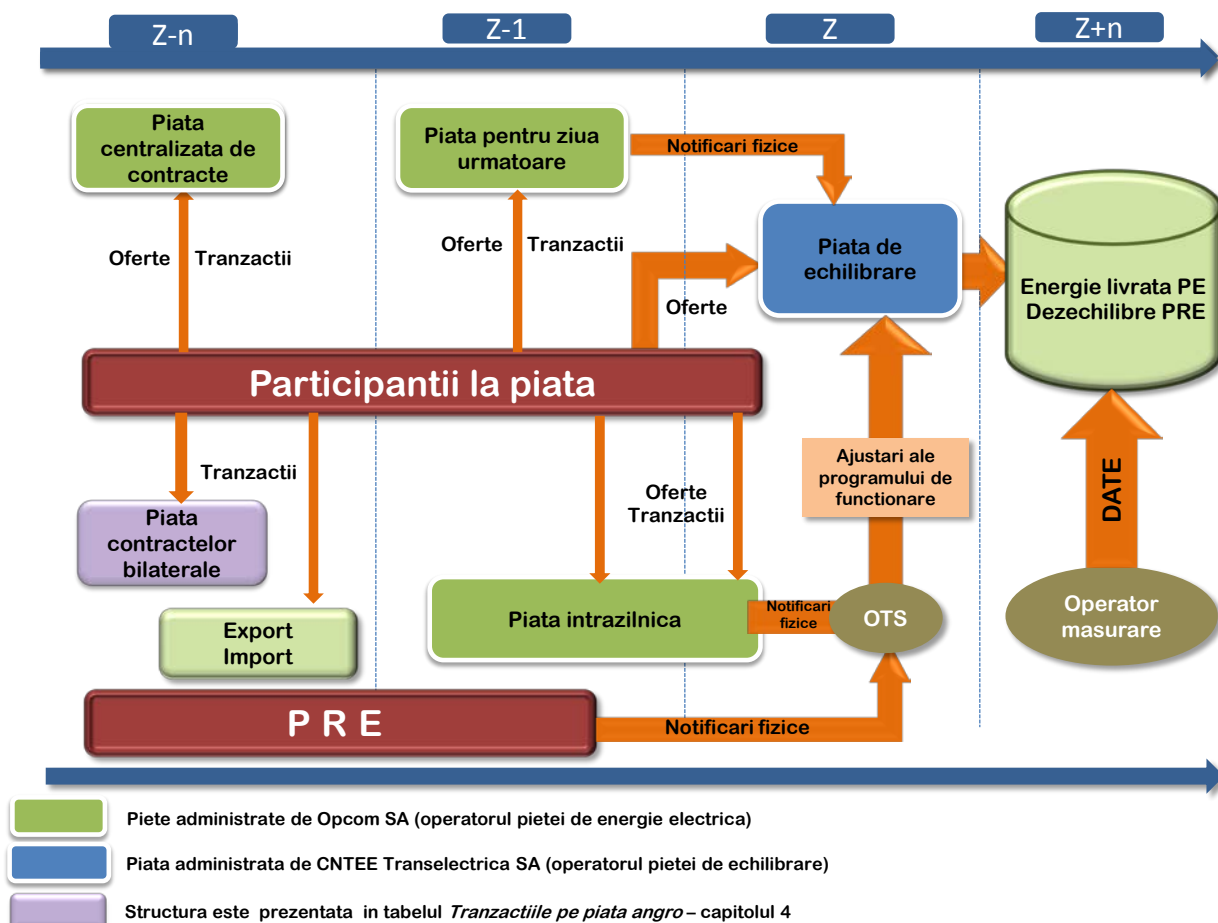 Z-n
Z-1
Z
Z+n
Piata
centralizata de
contracte
Piata pentru ziua
urmatoare
Notificari fizice
Oferte
Tranzactii
Oferte
Tranzactii
Piata de
echilibrare
Energie livrata PE
Dezechilibre PRE
Oferte
Participantii la piata
Tranzactii
Oferte
Tranzactii
Ajustari ale
programului de
functionare
DATE
Piata
contractelor
bilaterale
Export
Import
Piata intrazilnica
Notificari
fizice
OTS
Operator
masurare
P R E
Notificari fizice
Piete administrate de Opcom SA (operatorul pietei de energie electrica)
Piata administrata de CNTEE Transelectrica SA (operatorul pietei de echilibrare)
Structura este prezentata in tabelul Tranzactiile pe piata angro – capitolul 4